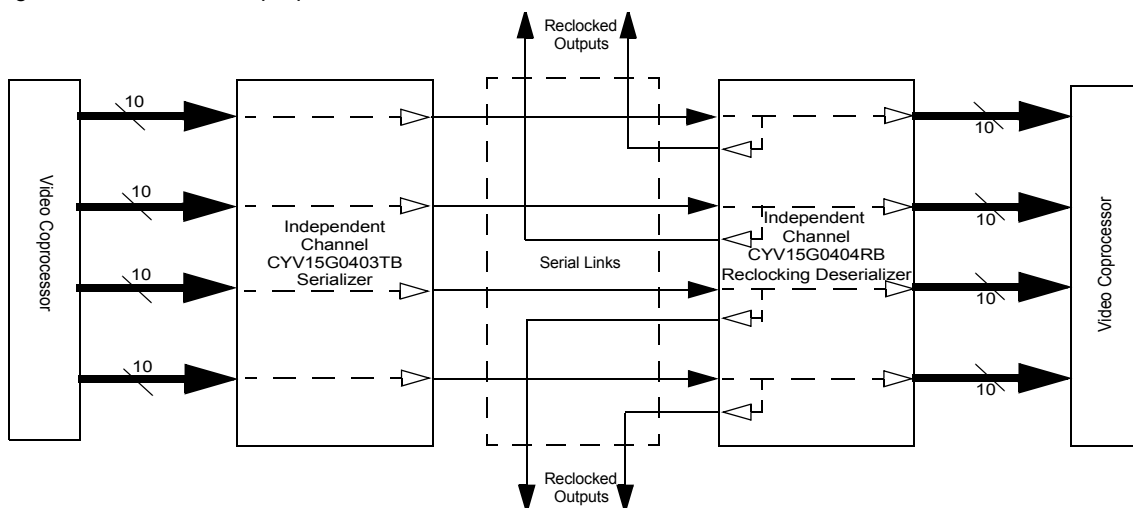 Reclocked
Outputs
10
10
10
10
Video Coprocessor
Independent
Channel
CYV15G0403TB
Serializer
Serial Links
Independent
Channel
CYV15G0404RB
Reclocking Deserializer
10
10
10
10
Video Coprocessor
Reclocked
Outputs